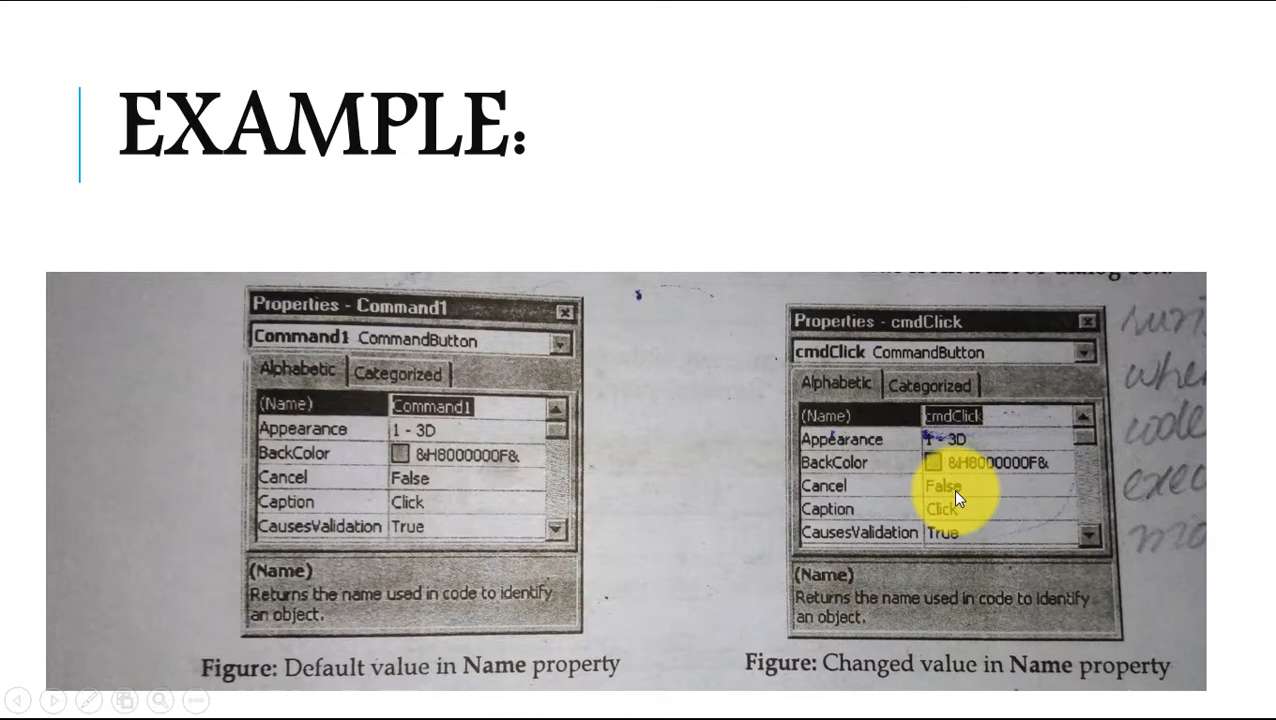 EXAMPLE:
Properties - Command1
Command1 CommandButton
Alphabetic Categorized
(Name) Command1
Appearance 1 - 3D
BackColor &H8000000F&
Cancel False
Caption Click
CausesValidation True
(Name)
Returns the name used in code to identify
an object.
Figure: Default value in Name property
Properties - cmdClick
cmdClick CommandButton
Alphabetic Categorized
(Name) cmdClick
Appearance 1 - 3D
BackColor &H8000000F&
Cancel False
Caption Click
CausesValidation True
(Name)
Returns the name used in code to identify
an object.
Figure: Changed value in Name property